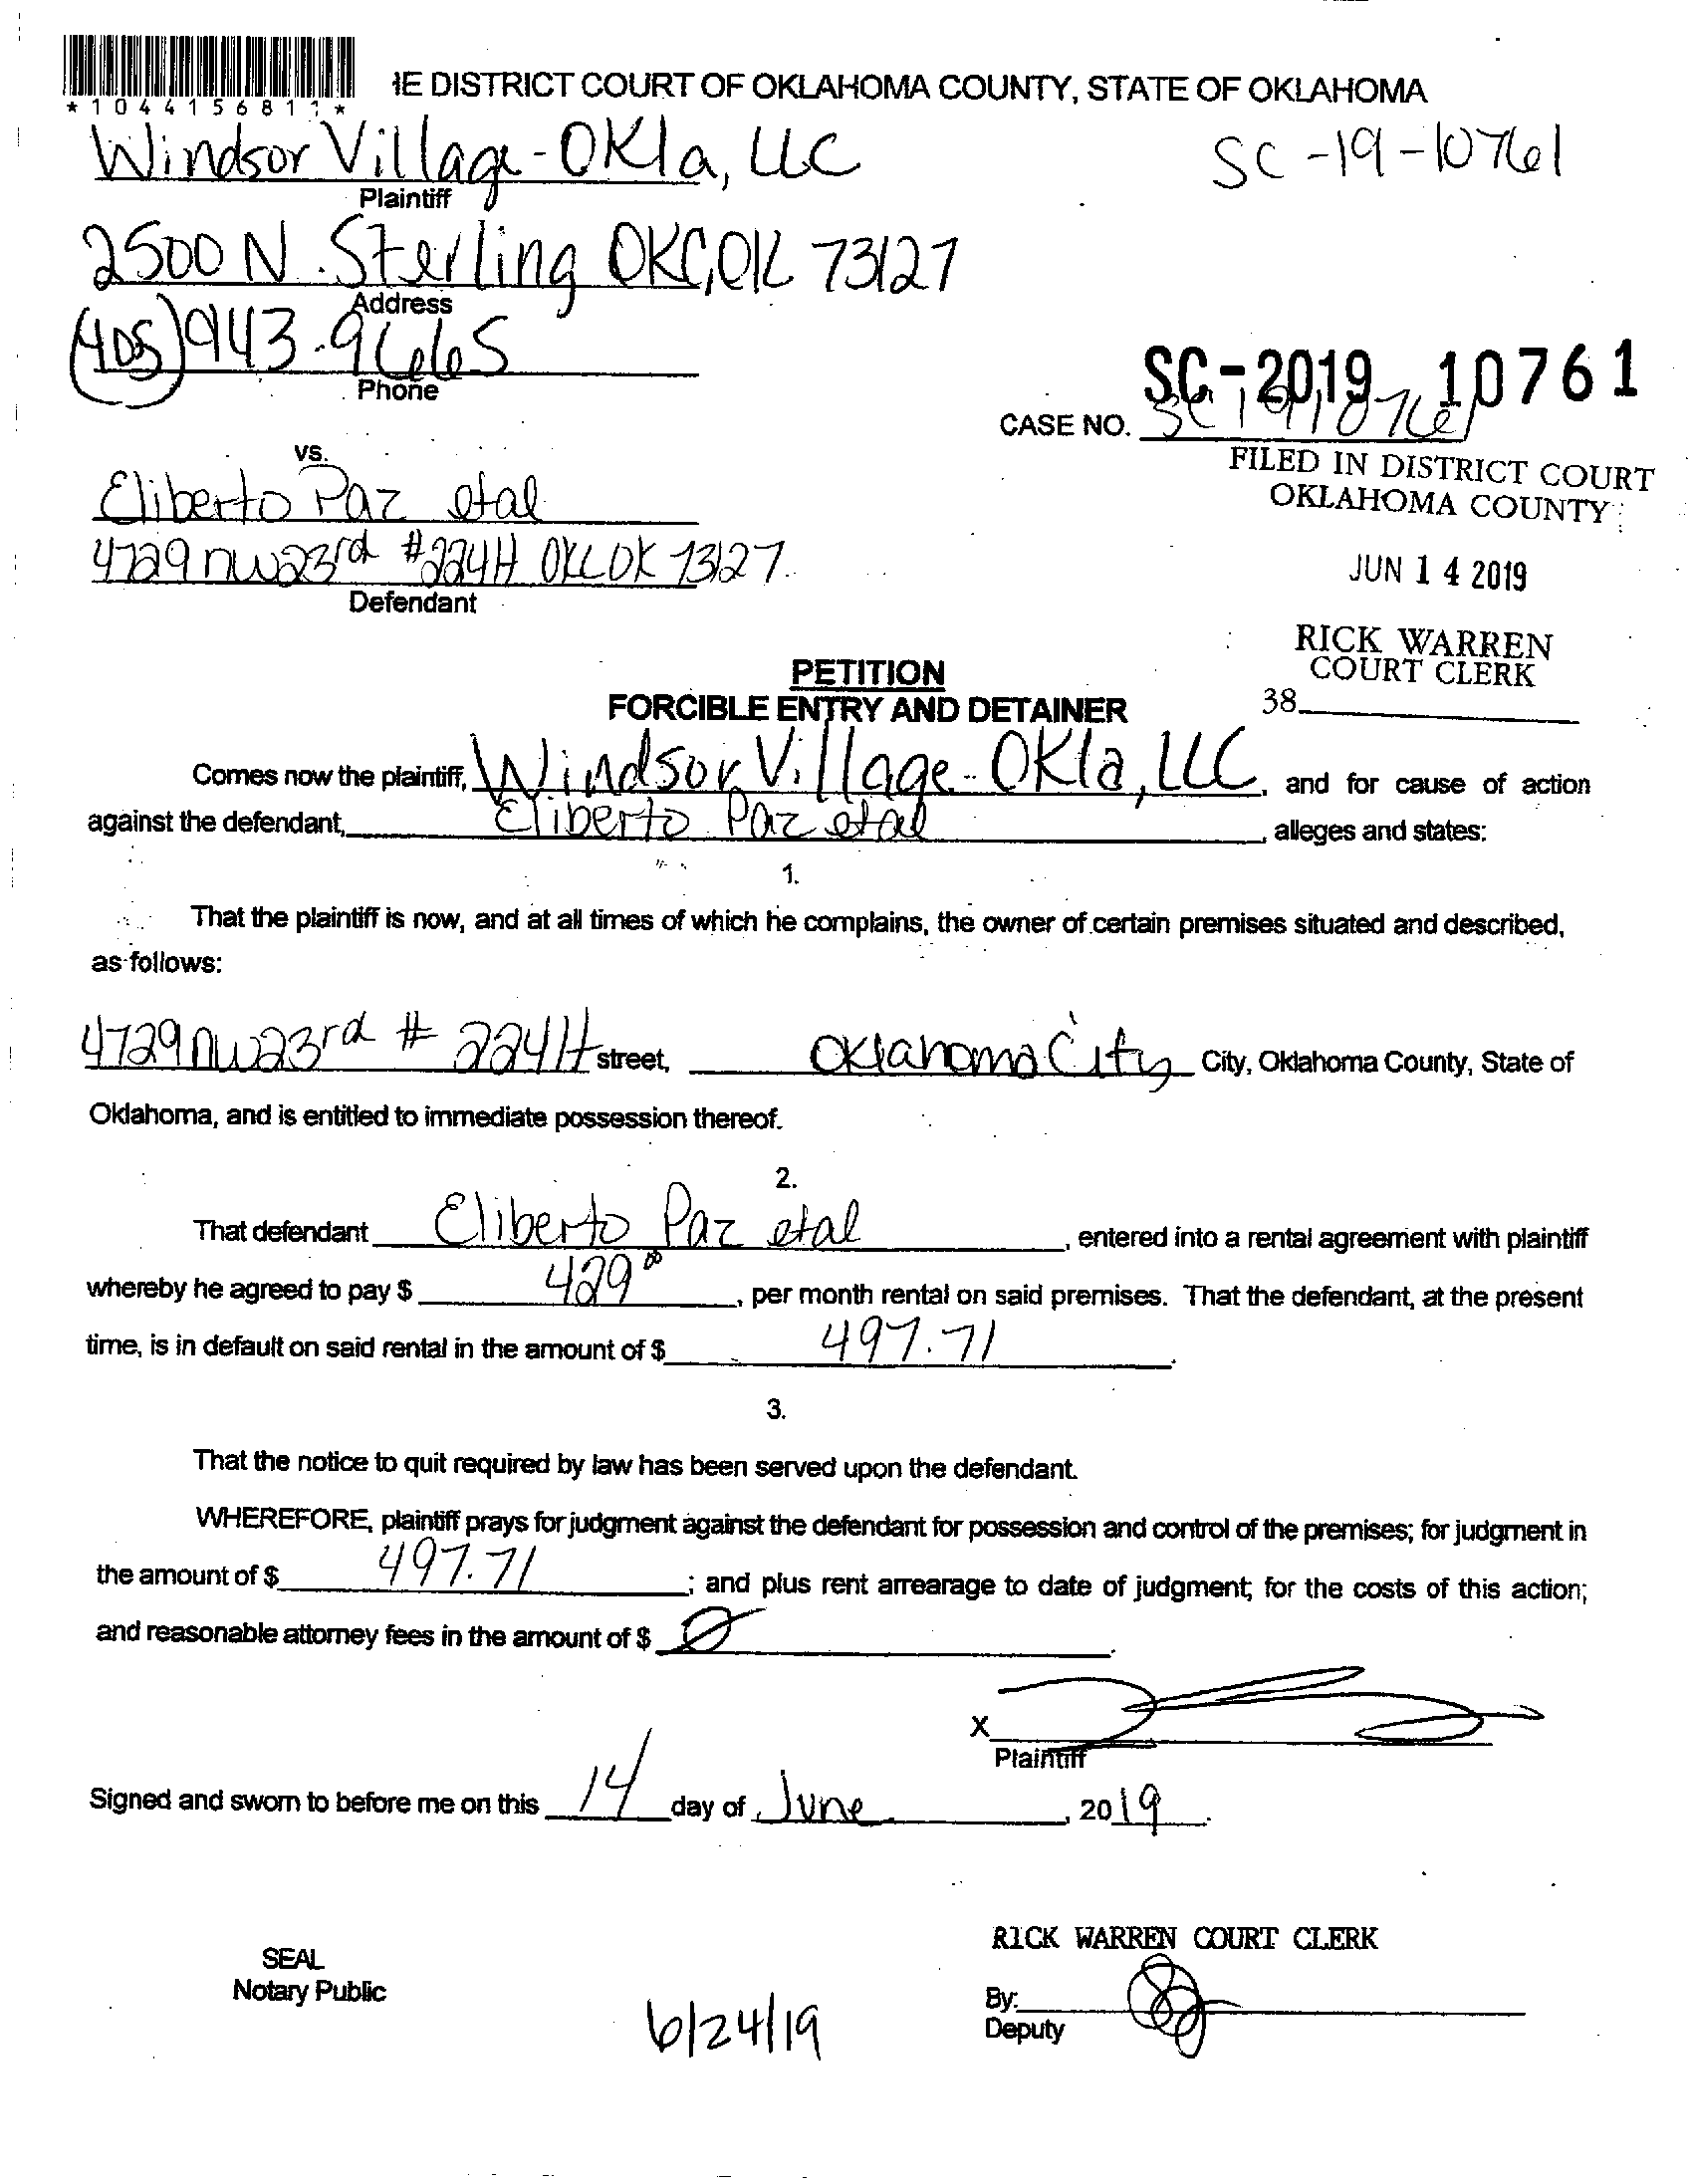 *1044156811*
HE DISTRICT COURT OF OKLAHOMA COUNTY, STATE OF OKLAHOMA
Windsor Village-Okla, LLC
SC-19-10761
Plaintiff
2500 N. Sterling OKC, OK 73127
Address
(405) 943-9665
Phone
SC-2019 10761
CASE NO. SC1910761
vs.
FILED IN DISTRICT COURT
OKLAHOMA COUNTY
Eliberto Paz etal
4729 nw 23rd #224H OKC OK 73127
Defendant
JUN 14 2019
RICK WARREN
COURT CLERK
38
PETITION
FORCIBLE ENTRY AND DETAINER
Comes now the plaintiff, Windsor Village-Okla, LLC, and for cause of action
against the defendant, Eliberto Paz etal, alleges and states:
1.
That the plaintiff is now, and at all times of which he complains, the owner of certain premises situated and described,
as follows:
4729 nw 23rd # 224H street, Oklahoma City City, Oklahoma County, State of
Oklahoma, and is entitled to immediate possession thereof.
2.
That defendant Eliberto Paz etal, entered into a rental agreement with plaintiff
whereby he agreed to pay $ 429.00, per month rental on said premises. That the defendant, at the present
time, is in default on said rental in the amount of $ 497.71.
3.
That the notice to quit required by law has been served upon the defendant.
WHEREFORE, plaintiff prays for judgment against the defendant for possession and control of the premises; for judgment in
the amount of $ 497.71; and plus rent arrearage to date of judgment; for the costs of this action;
and reasonable attorney fees in the amount of $ Ø.
X
Plaintiff
Signed and sworn to before me on this 14 day of June, 2019.
RICK WARREN COURT CLERK
SEAL
Notary Public
6/24/19
By:
Deputy